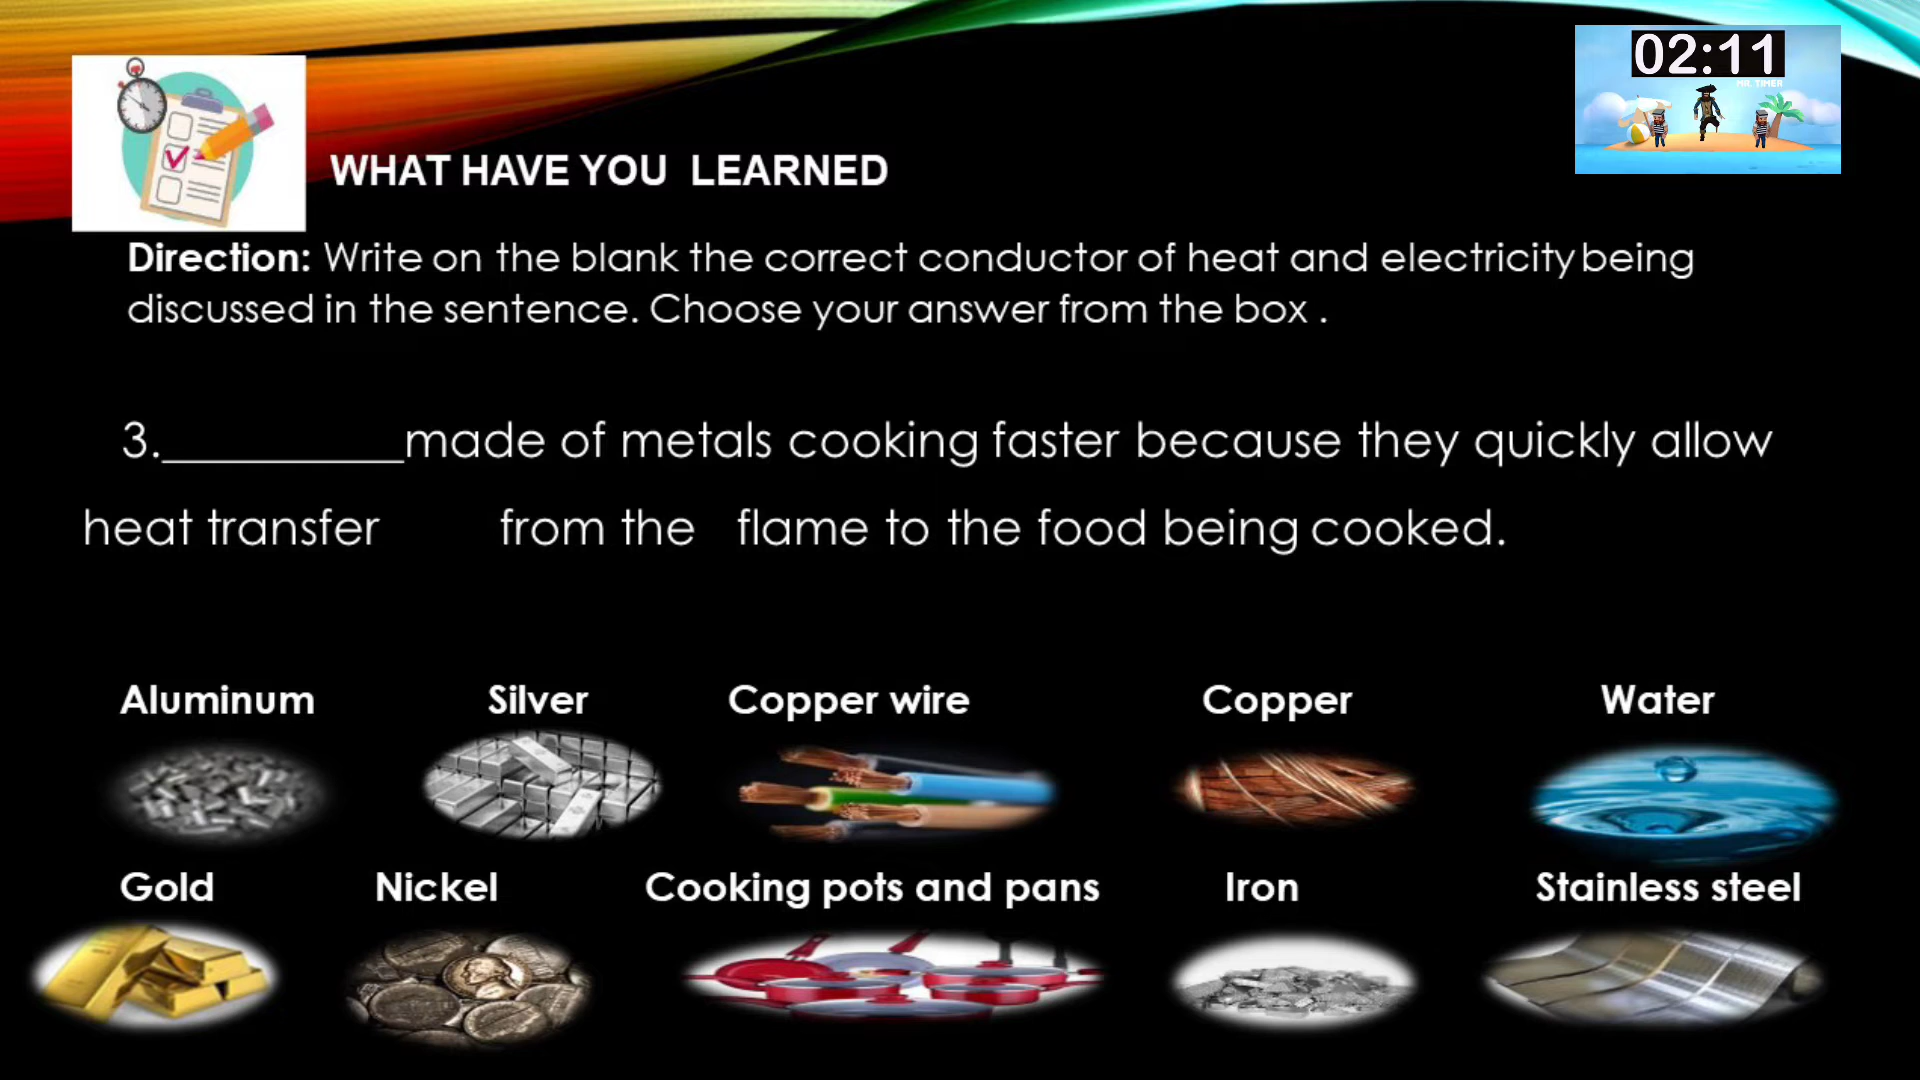 02:11
MR. TIMER
WHAT HAVE YOU LEARNED
Direction: Write on the blank the correct conductor of heat and electricity being
discussed in the sentence. Choose your answer from the box .
3.__________made of metals cooking faster because they quickly allow
heat transfer from the flame to the food being cooked.
Aluminum Silver Copper wire Copper Water
Gold Nickel Cooking pots and pans Iron Stainless steel